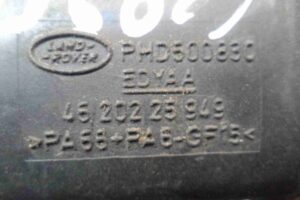 LAND-
ROVER
PHD500830
EDYAA
46 202 25 949
>PA66+PA6-GF15<